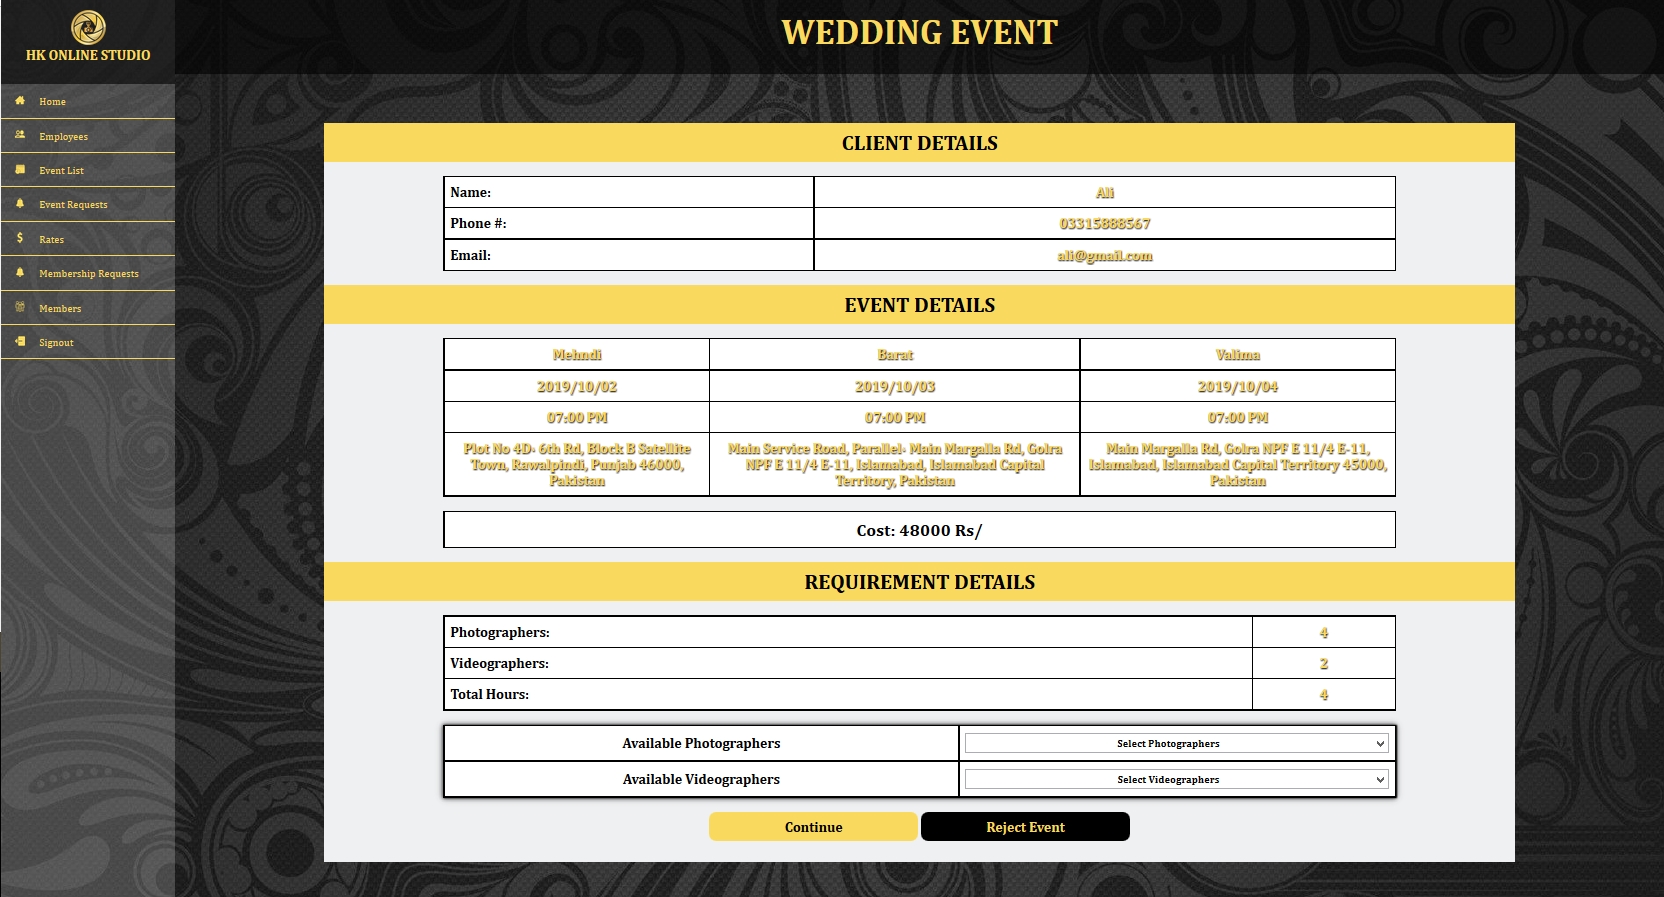 HK ONLINE STUDIO
WEDDING EVENT
Home
Employees
Event List
Event Requests
Rates
Membership Requests
Members
Signout
CLIENT DETAILS
Name: Ali
Phone #: 03315888567
Email: ali@gmail.com
EVENT DETAILS
Mehndi Barat Valima
2019/10/02 2019/10/03 2019/10/04
07:00 PM 07:00 PM 07:00 PM
Plot No 4D- 6th Rd, Block B Satellite
Town, Rawalpindi, Punjab 46000,
Pakistan
Main Service Road, Parallel- Main Margalla Rd, Golra
NPF E 11/4 E-11, Islamabad, Islamabad Capital
Territory, Pakistan
Main Margalla Rd, Golra NPF E 11/4 E-11,
Islamabad, Islamabad Capital Territory 45000,
Pakistan
Cost: 48000 Rs/
REQUIREMENT DETAILS
Photographers: 4
Videographers: 2
Total Hours: 4
Available Photographers Select Photographers
Available Videographers Select Videographers
Continue Reject Event